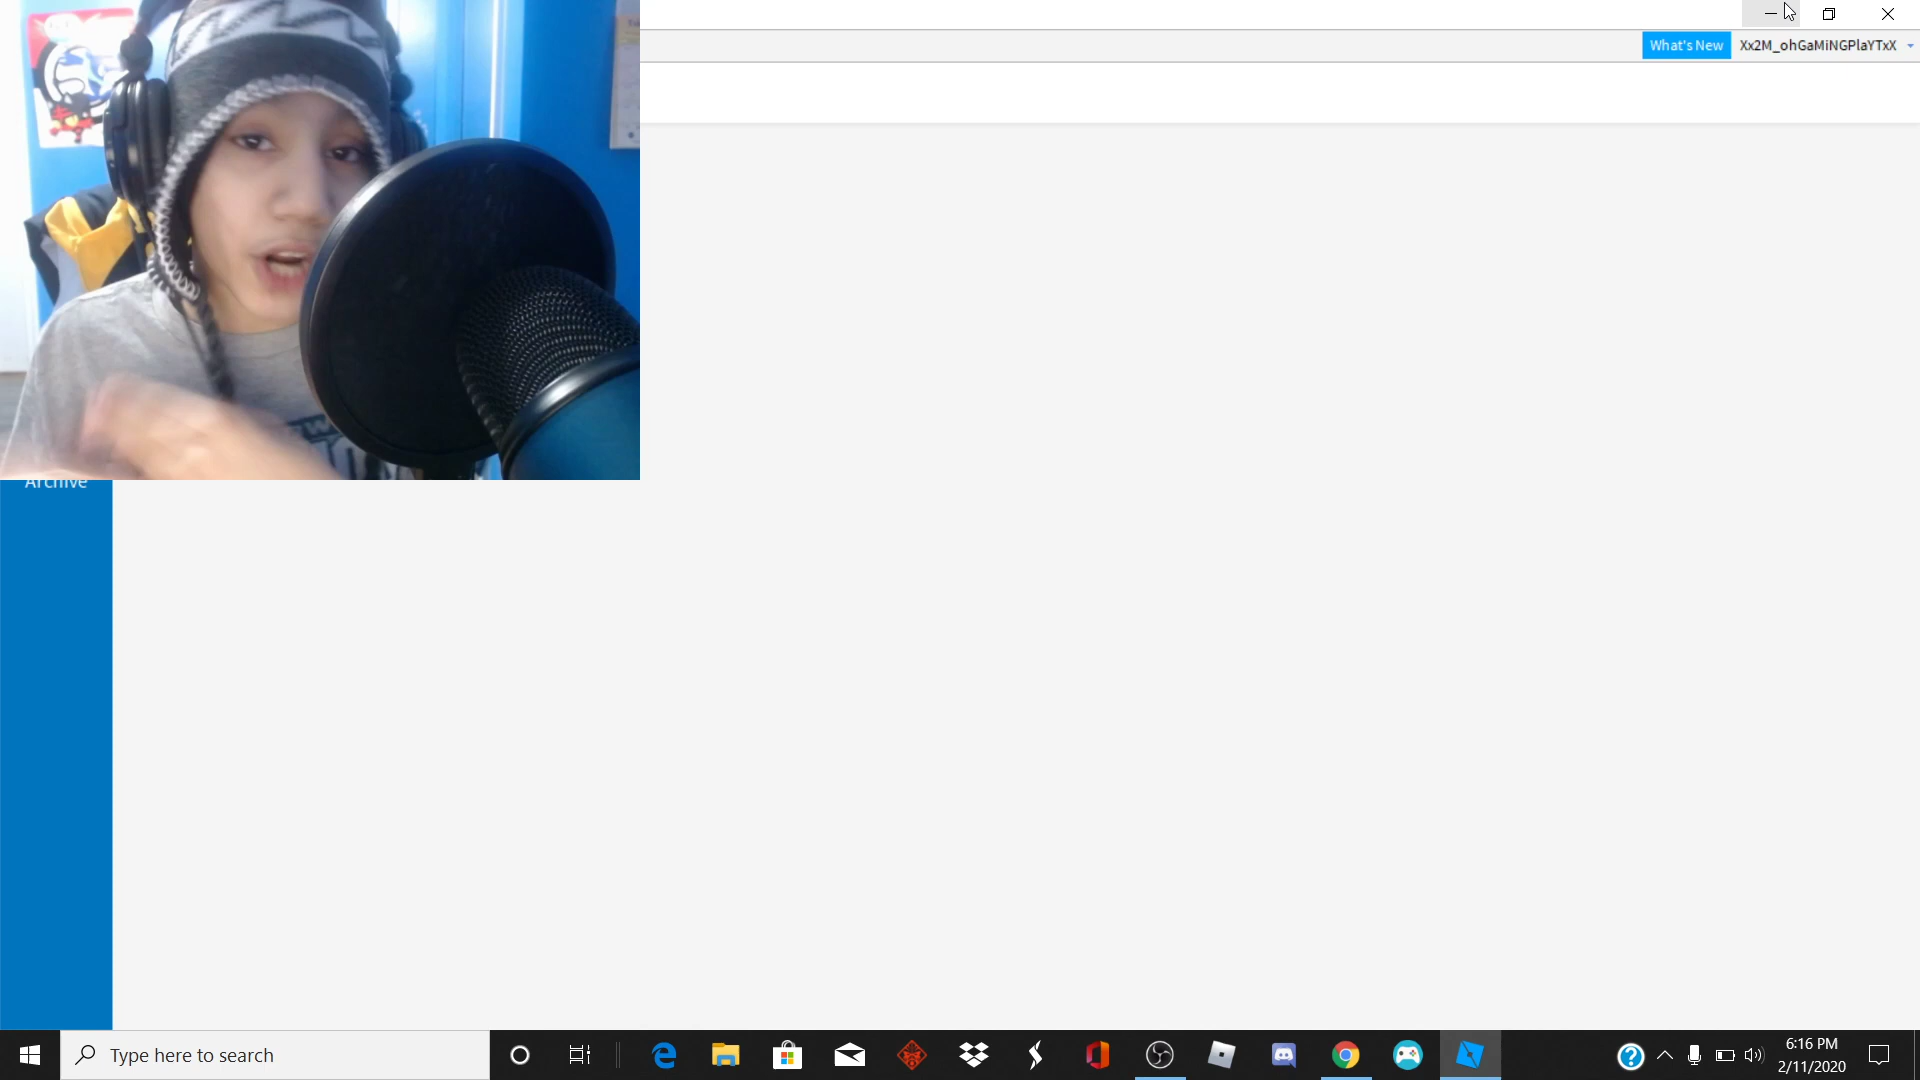 What's New
Xx2M_ohGaMiNGPlaYTxX
Archive
Type here to search
6:16 PM
2/11/2020